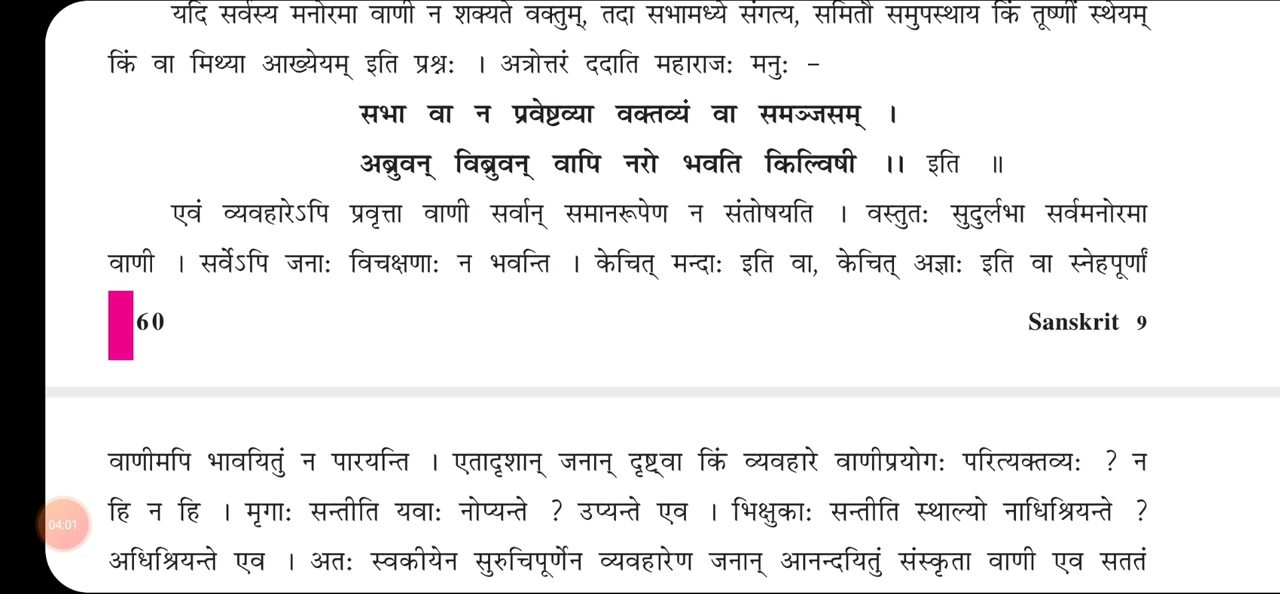 यदि सर्वस्य मनोरमा वाणी न शक्यते वक्तुम्, तदा सभामध्ये संगत्य, समितौ समुपस्थाय किं तूष्णीं स्थेयम्
किं वा मिथ्या आख्येयम् इति प्रश्नः । अत्रोत्तरं ददाति महाराजः मनुः –
सभा वा न प्रवेष्टव्या वक्तव्यं वा समञ्जसम् ।
अब्रुवन् विब्रुवन् वापि नरो भवति किल्विषी ।। इति ॥
एवं व्यवहारेऽपि प्रवृत्ता वाणी सर्वान् समानरूपेण न संतोषयति । वस्तुतः सुदुर्लभा सर्वमनोरमा
वाणी । सर्वेऽपि जनाः विचक्षणाः न भवन्ति । केचित् मन्दाः इति वा, केचित् अज्ञाः इति वा स्नेहपूर्णां
60 Sanskrit 9
वाणीमपि भावयितुं न पारयन्ति । एतादृशान् जनान् दृष्ट्वा किं व्यवहारे वाणीप्रयोगः परित्यक्तव्यः ? न
हि न हि । मृगाः सन्तीति यवाः नोप्यन्ते ? उप्यन्ते एव । भिक्षुकाः सन्तीति स्थाल्यो नाधिश्रियन्ते ?
04:01
अधिश्रियन्ते एव । अतः स्वकीयेन सुरुचिपूर्णेन व्यवहारेण जनान् आनन्दयितुं संस्कृता वाणी एव सततं